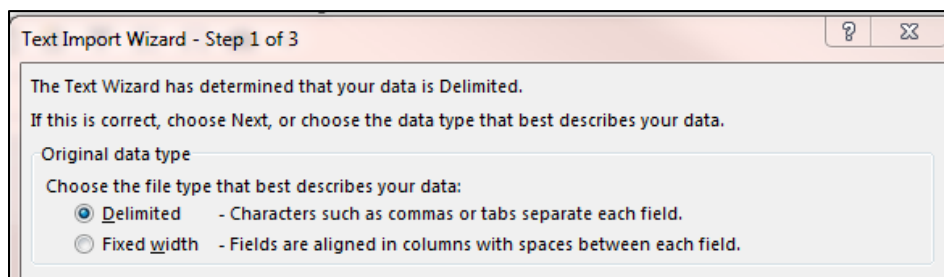 Text Import Wizard - Step 1 of 3
The Text Wizard has determined that your data is Delimited.
If this is correct, choose Next, or choose the data type that best describes your data.
Original data type
Choose the file type that best describes your data:
Delimited - Characters such as commas or tabs separate each field.
Fixed width - Fields are aligned in columns with spaces between each field.